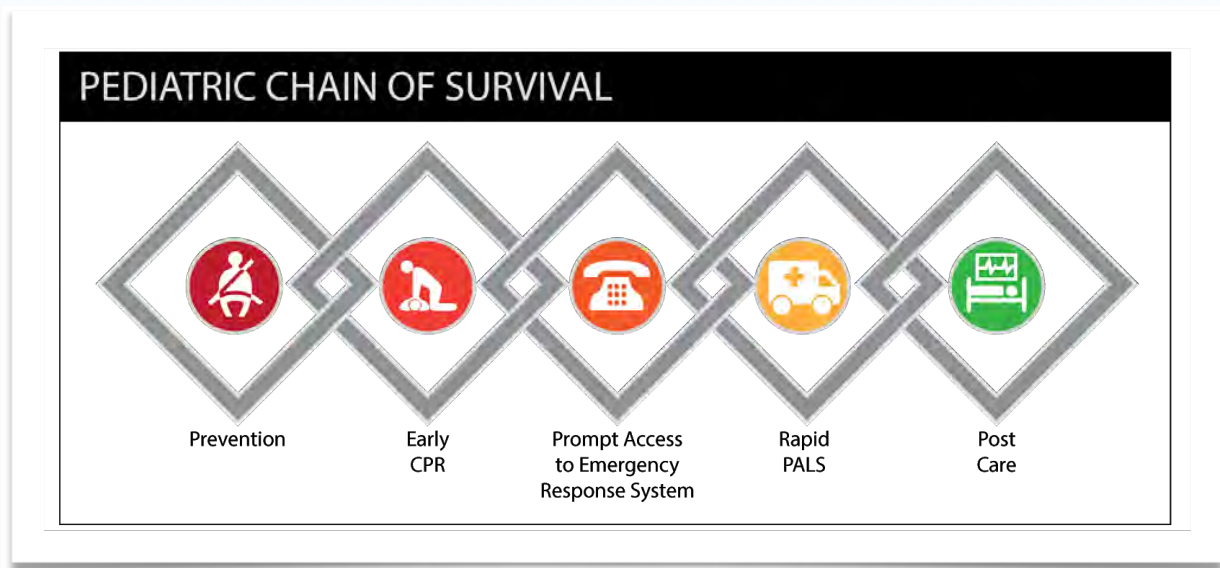 PEDIATRIC CHAIN OF SURVIVAL
Prevention
Early
CPR
Prompt Access
to Emergency
Response System
Rapid
PALS
Post
Care